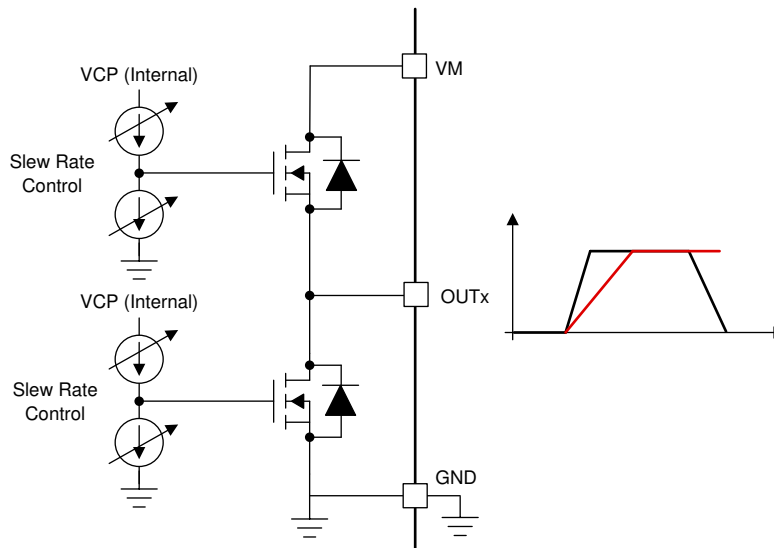 VCP (Internal)
VM
Slew Rate
Control
OUTx
VCP (Internal)
Slew Rate
Control
GND